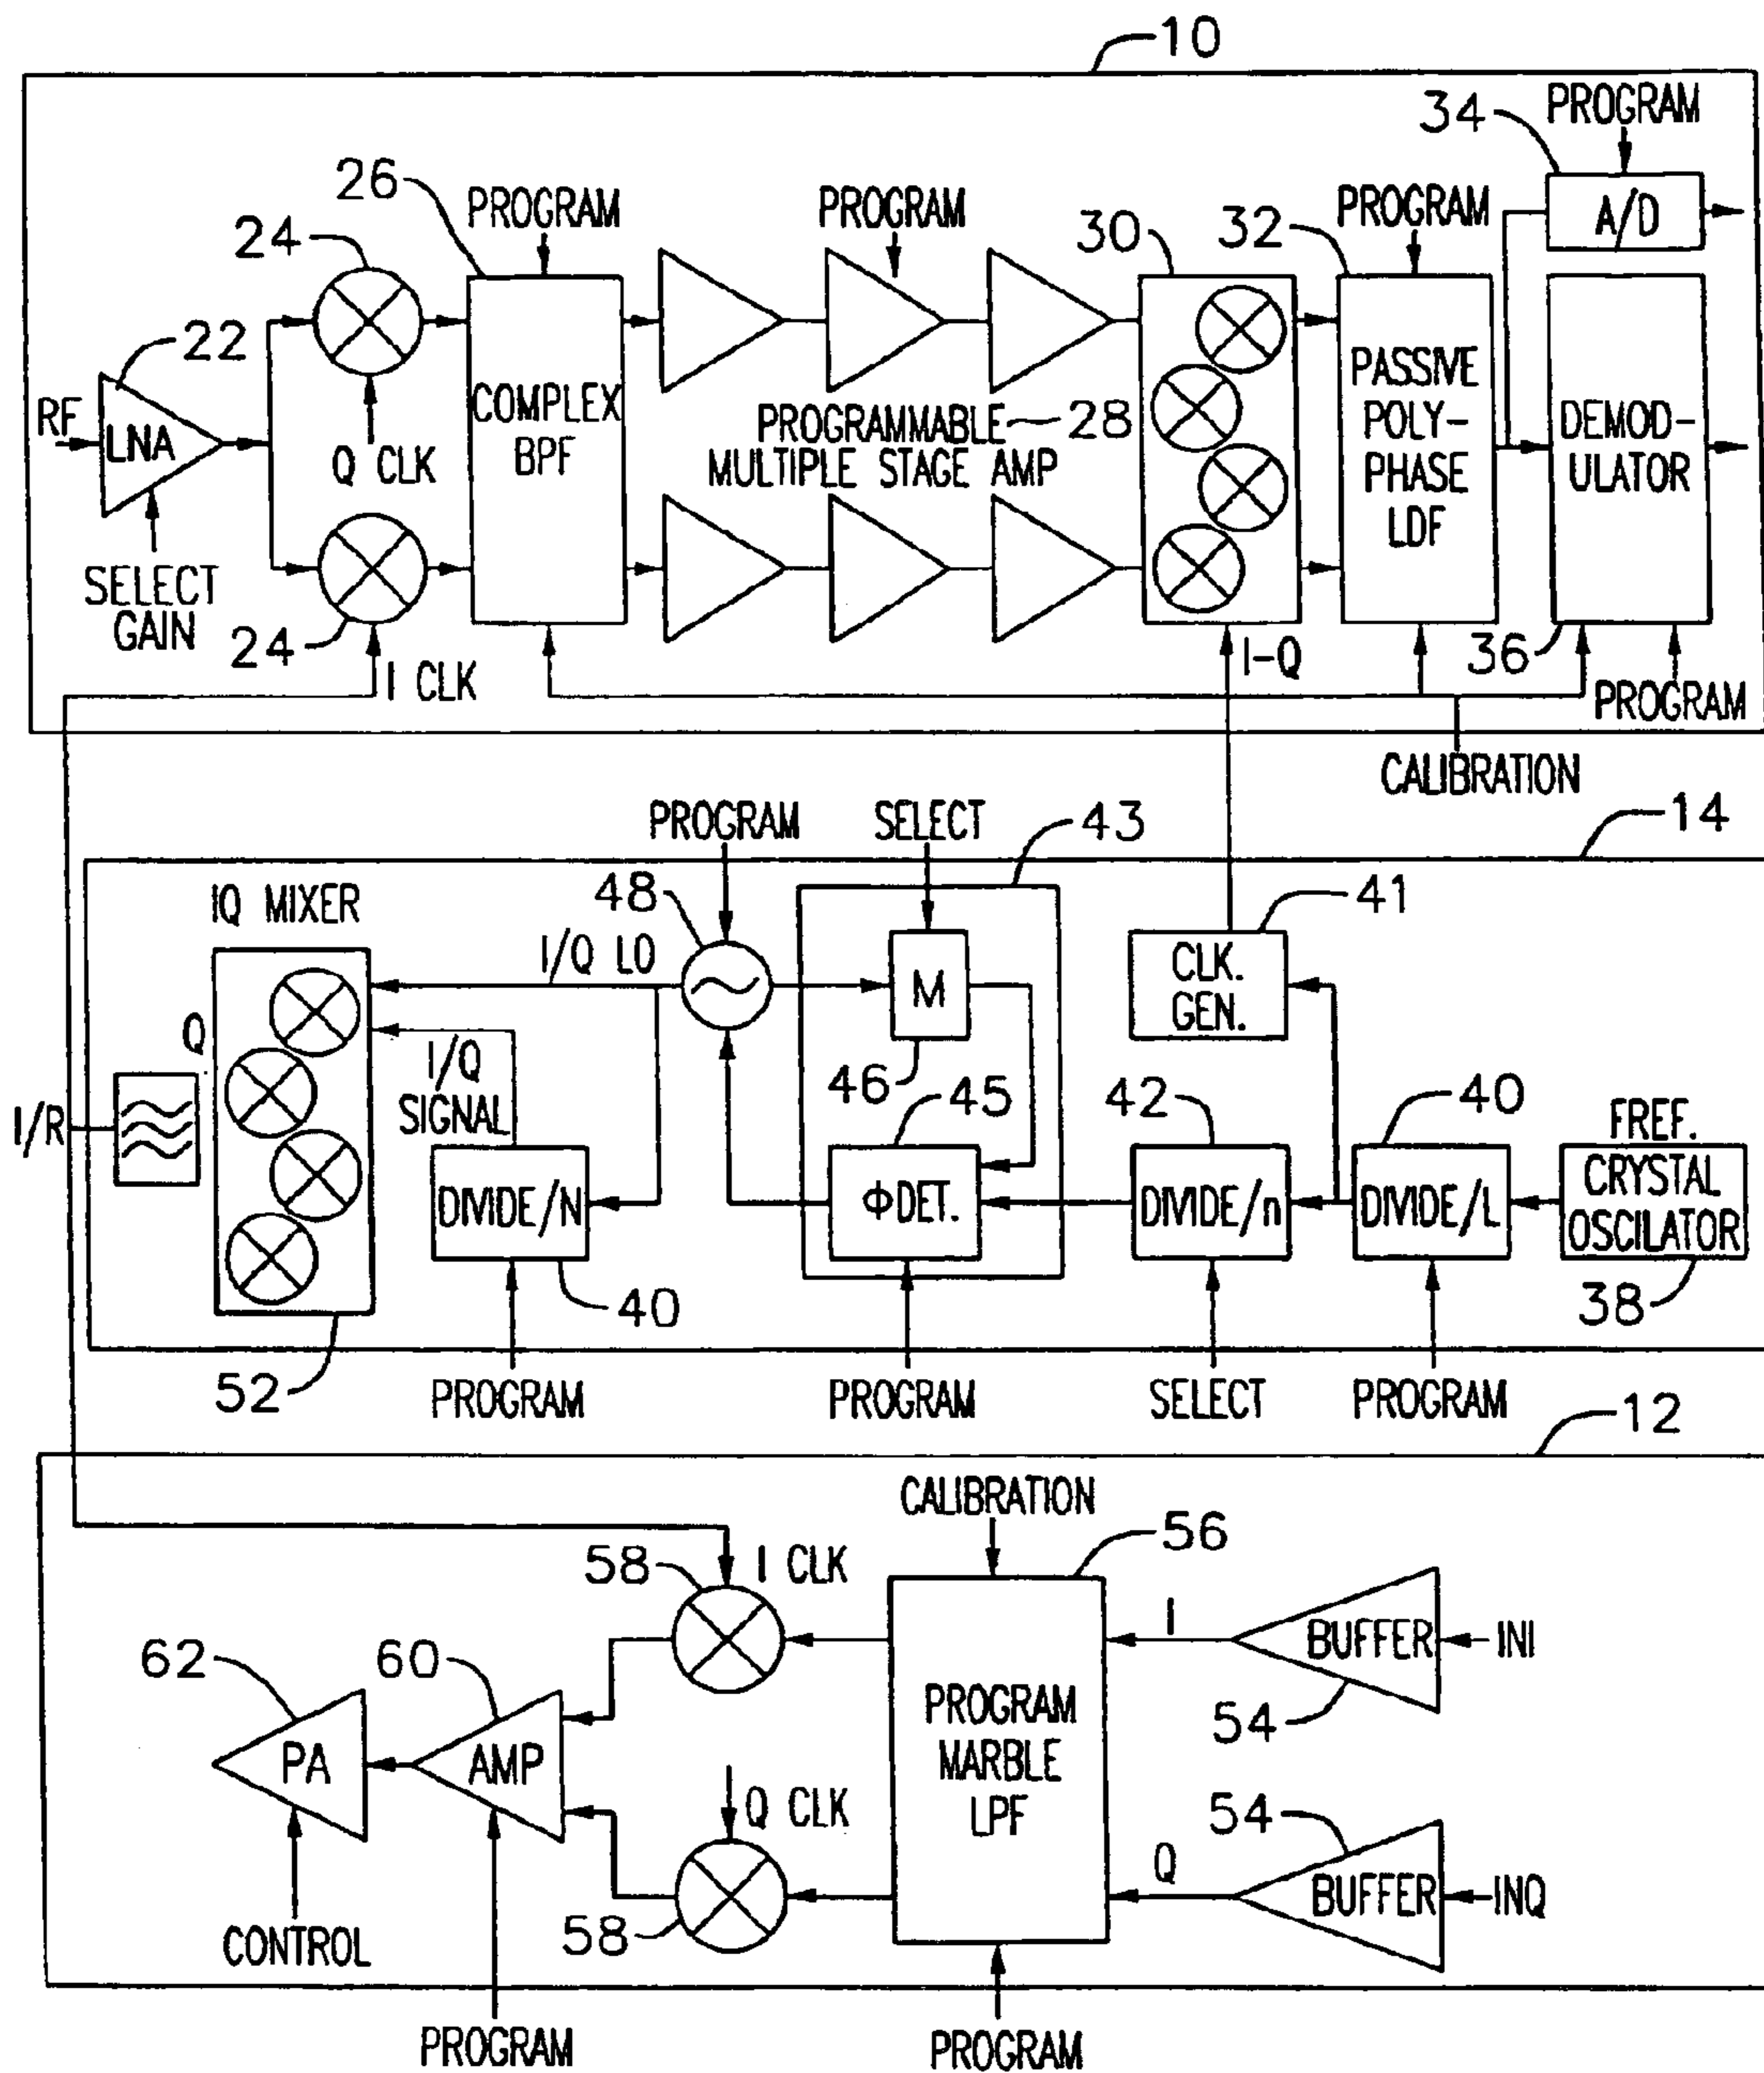 10
34
PROGRAM
26
PROGRAM
PROGRAM
30
32
PROGRAM
A/D
24
22
RF
LNA
Q CLK
COMPLEX
BPF
PROGRAMMABLE
MULTIPLE STAGE AMP
28
PASSIVE
POLY-
PHASE
LDF
DEMOD-
ULATOR
SELECT
GAIN
24
I CLK
I-Q
36
PROGRAM
CALIBRATION
14
PROGRAM
SELECT
43
IQ MIXER
48
I/Q LO
M
41
CLK.
GEN.
Q
I/Q
SIGNAL
46
45
42
40
FREF.
I/R
DIVIDE/N
ΦDET.
DIVIDE/n
DIVIDE/L
CRYSTAL
OSCILATOR
40
38
52
PROGRAM
PROGRAM
SELECT
PROGRAM
12
CALIBRATION
56
58
I CLK
I
BUFFER
INI
62
60
54
PA
AMP
PROGRAM
MARBLE
LPF
Q CLK
54
Q
BUFFER
INQ
58
CONTROL
PROGRAM
PROGRAM